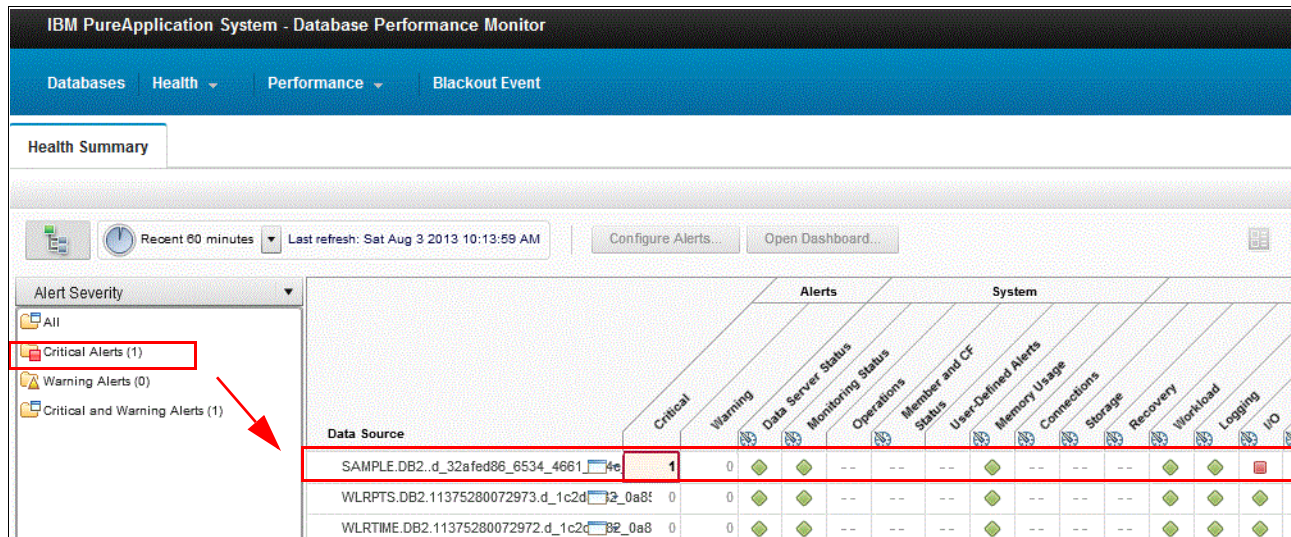 IBM PureApplication System - Database Performance Monitor
Databases Health Performance Blackout Event
Health Summary
Recent 60 minutes Last refresh: Sat Aug 3 2013 10:13:59 AM Configure Alerts... Open Dashboard...
Alert Severity
All
Critical Alerts (1)
Warning Alerts (0)
Critical and Warning Alerts (1)
Alerts System
Data Source
Critical
Warning
Data Server Status
Monitoring Status
Operations
Member and CF Status
User-Defined Alerts
Memory Usage
Connections
Storage
Recovery
Workload
Logging
I/O
SAMPLE.DB2..d_32afed86_6534_4661_ 1 0 -- -- -- -- --
WLRPTS.DB2.11375280072973.d_1c2d 0 0 -- -- -- -- --
WLRTIME.DB2.11375280072972.d_1c2d 0 0 -- -- -- -- --